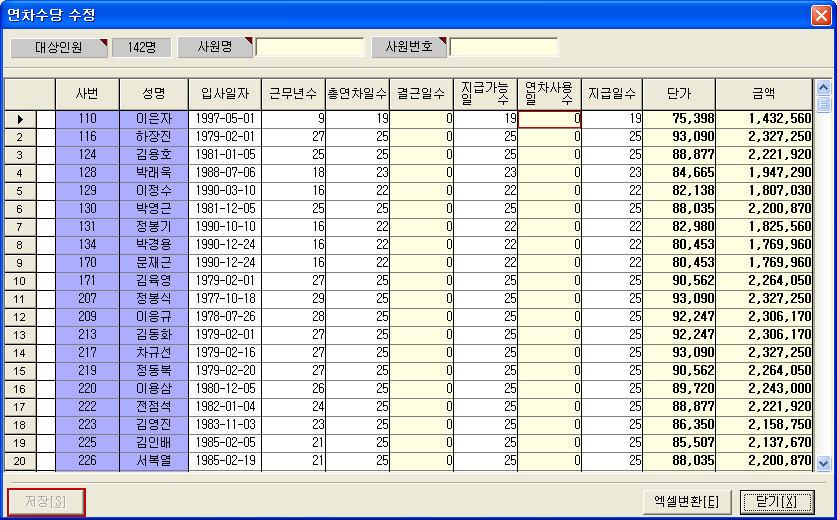 연차수당 수정
대상인원 142명 사원명 사원번호
사번 성명 입사일자 근무년수 총연차일수 결근일수 지급가능일 수 연차사용일 수 지급일수 단가 금액
110 이은자 1997-05-01 9 19 0 19 0 19 75,398 1,432,560
2 116 하장진 1979-02-01 27 25 0 25 0 25 93,090 2,327,250
3 124 김용호 1981-01-05 25 25 0 25 0 25 88,877 2,221,920
4 128 박래욱 1988-07-06 18 23 0 23 0 23 84,665 1,947,290
5 129 이정수 1990-03-10 16 22 0 22 0 22 82,138 1,807,030
6 130 박영근 1981-12-05 25 25 0 25 0 25 88,035 2,200,870
7 131 정봉기 1990-10-10 16 22 0 22 0 22 82,980 1,825,560
8 134 박경용 1990-12-24 16 22 0 22 0 22 80,453 1,769,960
9 170 문재근 1990-12-24 16 22 0 22 0 22 80,453 1,769,960
10 171 김육영 1979-02-01 27 25 0 25 0 25 90,562 2,264,050
11 207 정봉식 1977-10-18 29 25 0 25 0 25 93,090 2,327,250
12 209 이응규 1978-07-26 28 25 0 25 0 25 92,247 2,306,170
13 213 김동화 1979-02-01 27 25 0 25 0 25 92,247 2,306,170
14 217 차규선 1979-02-16 27 25 0 25 0 25 93,090 2,327,250
15 219 정동복 1979-02-20 27 25 0 25 0 25 90,562 2,264,050
16 220 이용삼 1980-12-05 26 25 0 25 0 25 89,720 2,243,000
17 222 전점석 1982-01-04 24 25 0 25 0 25 88,877 2,221,920
18 223 김영진 1983-11-03 23 25 0 25 0 25 86,350 2,158,750
19 225 김인배 1985-02-05 21 25 0 25 0 25 85,507 2,137,670
20 226 서복열 1985-02-19 21 25 0 25 0 25 88,035 2,200,870
저장[S] 엑셀변환[E] 닫기[X]